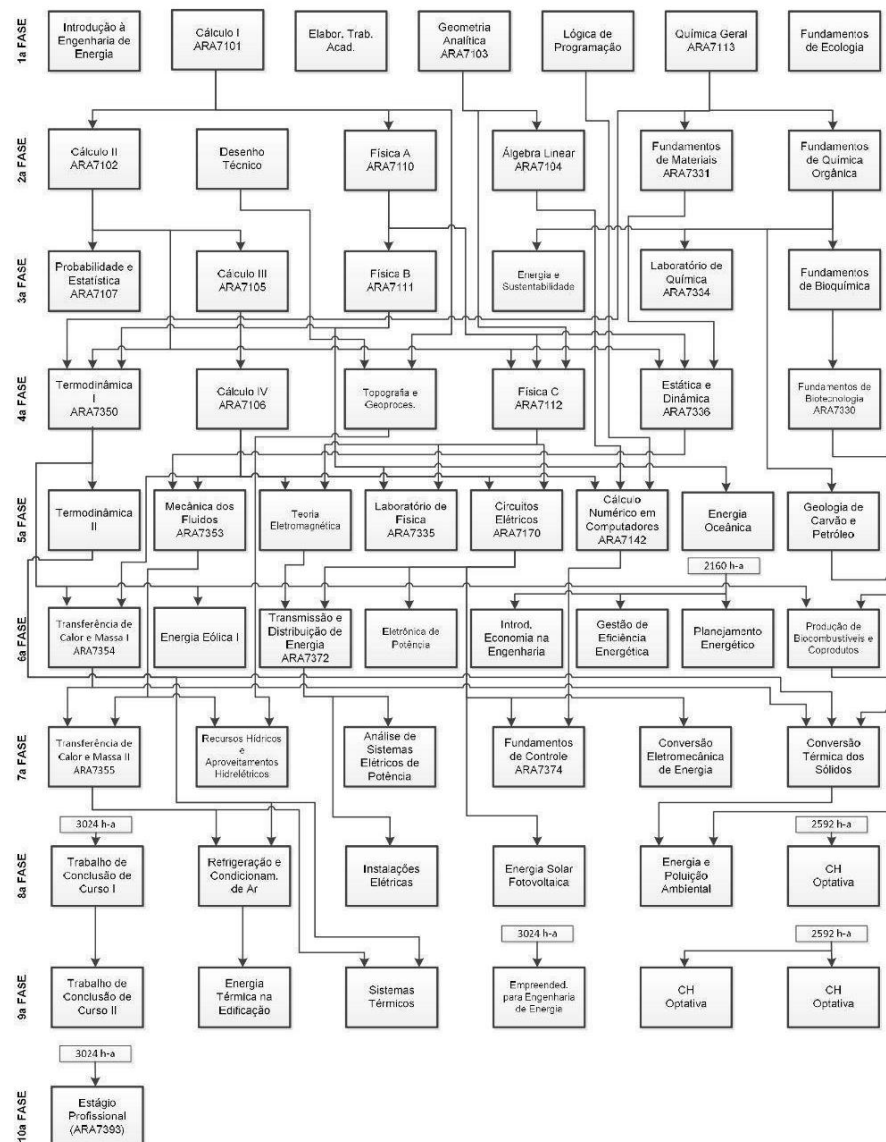 1a FASE
Introdução à
Engenharia de
Energia
Cálculo I
ARA7101
Elabor. Trab.
Acad.
Geometria
Analítica
ARA7103
Lógica de
Programação
Química Geral
ARA7113
Fundamentos
de Ecologia
2a FASE
Cálculo II
ARA7102
Desenho
Técnico
Física A
ARA7110
Álgebra Linear
ARA7104
Fundamentos
de Materiais
ARA7331
Fundamentos
de Química
Orgânica
3a FASE
Probabilidade e
Estatística
ARA7107
Cálculo III
ARA7105
Física B
ARA7111
Energia e
Sustentabilidade
Laboratório de
Química
ARA7334
Fundamentos
de Bioquímica
4a FASE
Termodinâmica
I
ARA7350
Cálculo IV
ARA7106
Topografia e
Geoproces.
Física C
ARA7112
Estática e
Dinâmica
ARA7336
Fundamentos de
Biotecnologia
ARA7330
5a FASE
Termodinâmica
II
Mecânica dos
Fluidos
ARA7353
Teoria
Eletromagnética
Laboratório de
Física
ARA7335
Circuitos
Elétricos
ARA7170
Cálculo
Numérico em
Computadores
ARA7142
Energia
Oceânica
Geologia de
Carvão e
Petróleo
2160 h-a
6a FASE
Transferência de
Calor e Massa I
ARA7354
Energia Eólica I
Transmissão e
Distribuição de
Energia
ARA7372
Eletrônica de
Potência
Introd.
Economia na
Engenharia
Gestão de
Eficiência
Energética
Planejamento
Energético
Produção de
Biocombustíveis e
Coprodutos
7a FASE
Transferência de
Calor e Massa II
ARA7355
Recursos Hídricos
e
Aproveitamentos
Hidrelétricos
Análise de
Sistemas
Elétricos de
Potência
Fundamentos
de Controle
ARA7374
Conversão
Eletromecânica
de Energia
Conversão
Térmica dos
Sólidos
3024 h-a
2592 h-a
8a FASE
Trabalho de
Conclusão de
Curso I
Refrigeração e
Condicionam.
de Ar
Instalações
Elétricas
Energia Solar
Fotovoltaica
Energia e
Poluição
Ambiental
CH
Optativa
3024 h-a
2592 h-a
9a FASE
Trabalho de
Conclusão de
Curso II
Energia
Térmica na
Edificação
Sistemas
Térmicos
Empreended.
para Engenharia
de Energia
CH
Optativa
CH
Optativa
3024 h-a
10a FASE
Estágio
Profissional
(ARA7393)